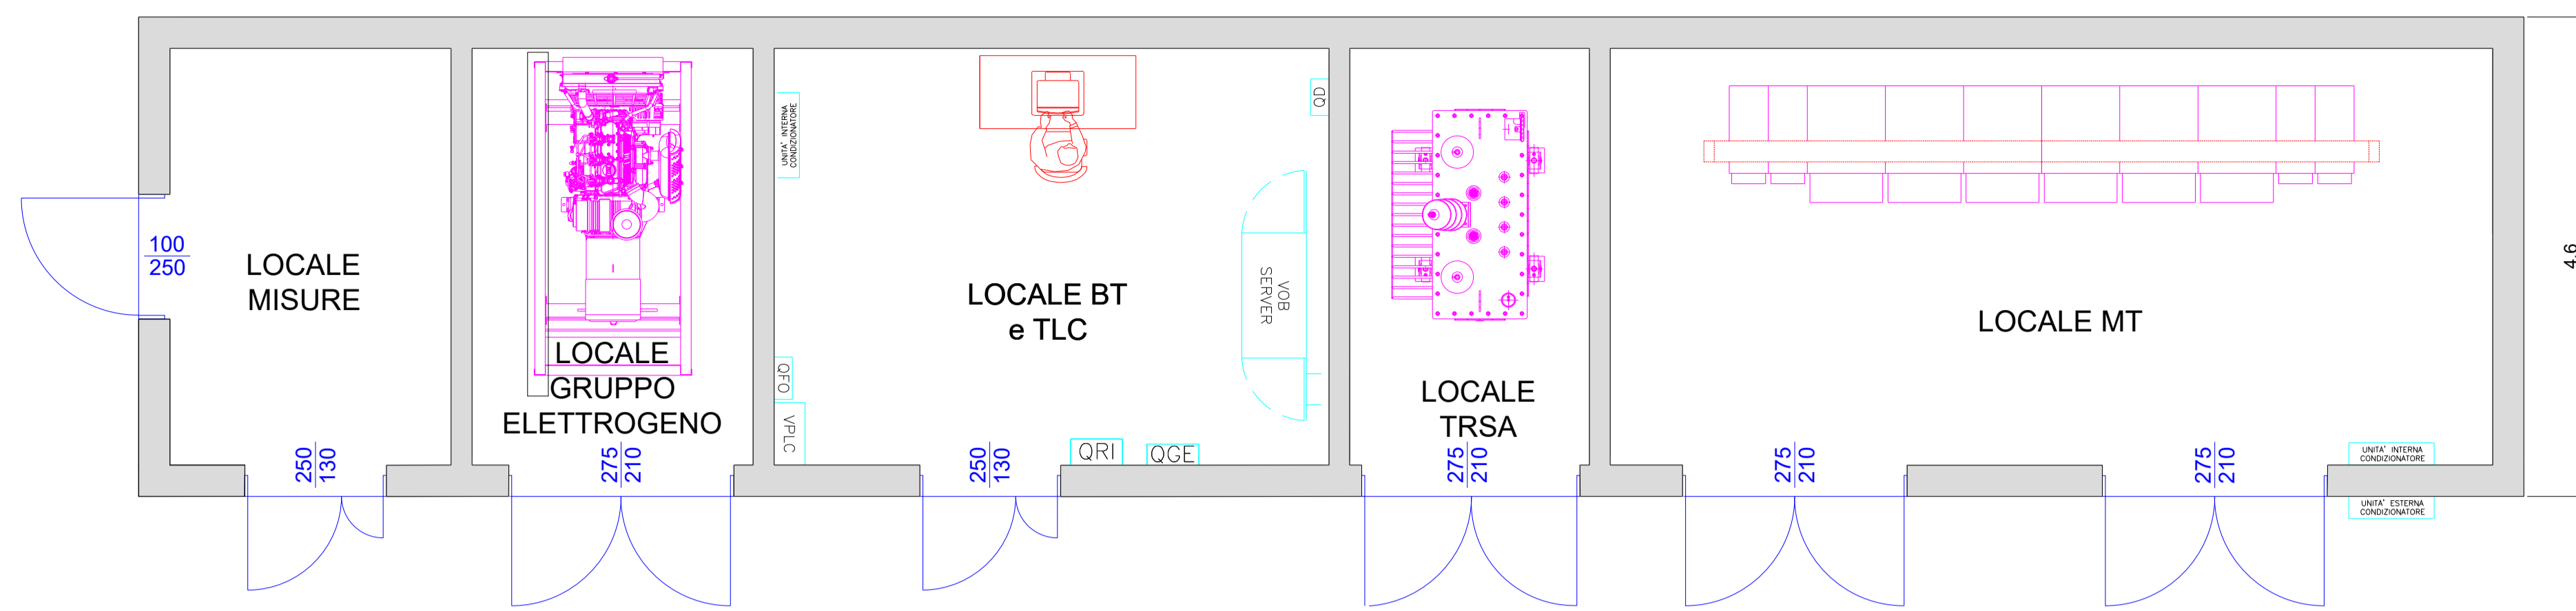 UNITA' INTERNA
CONDIZIONATORE
QD
100
250
LOCALE
MISURE
LOCALE
GRUPPO
ELETTROGENO
LOCALE BT
e TLC
VOB
SERVER
QFO
VPLC
QRI
QGE
LOCALE
TRSA
LOCALE MT
4.6
250
130
275
210
250
130
275
210
275
210
275
210
UNITA' INTERNA
CONDIZIONATORE
UNITA' ESTERNA
CONDIZIONATORE